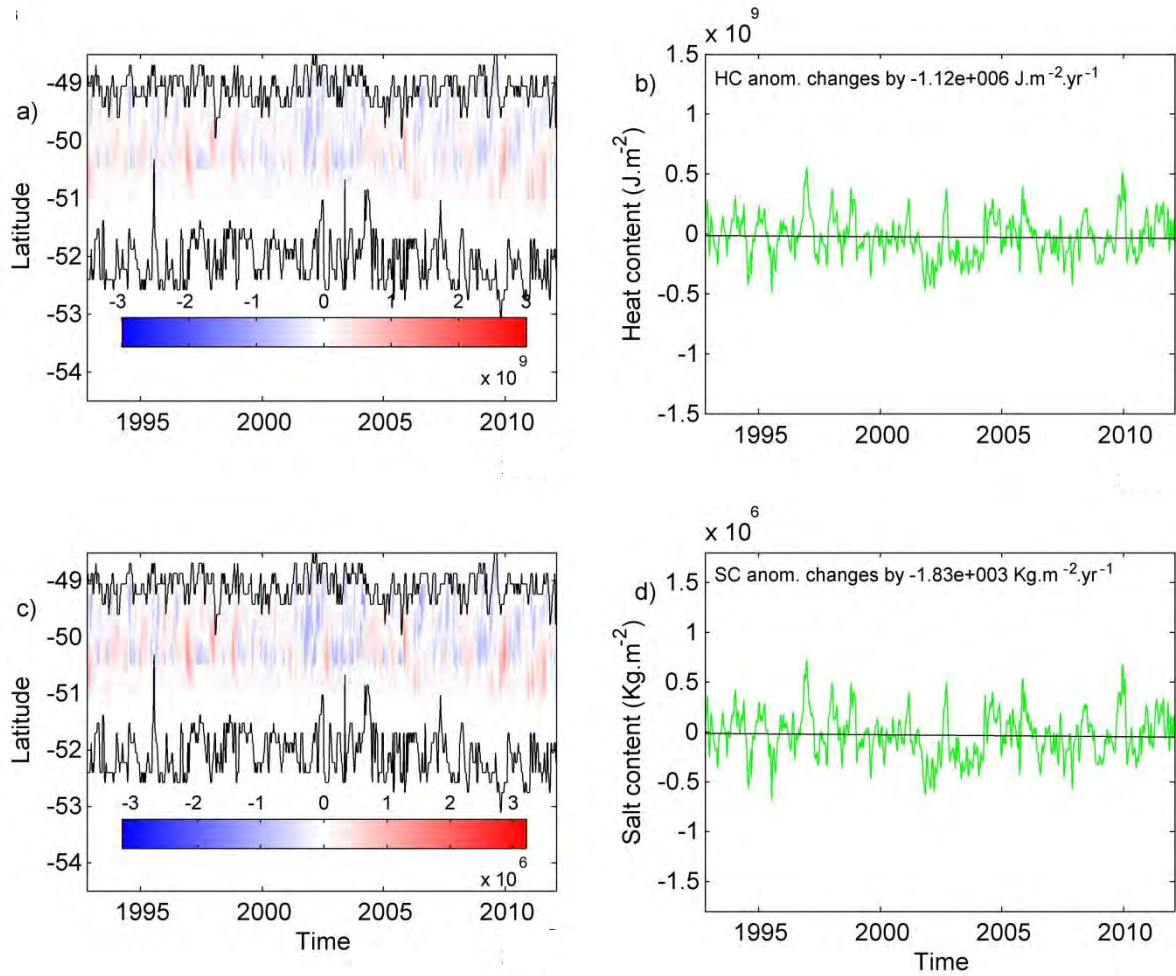 a)
Latitude
-49
-50
-51
-52
-53
-54
-3 -2 -1 0 1 2 3
x 10 9
1995 2000 2005 2010
x 10 9
b)
HC anom. changes by -1.12e+006 J.m-2.yr-1
Heat content (J.m-2)
1.5
1
0.5
0
-0.5
-1
-1.5
1995 2000 2005 2010
c)
Latitude
-49
-50
-51
-52
-53
-54
-3 -2 -1 0 1 2 3
x 10 6
1995 2000 2005 2010
Time
x 10 6
d)
SC anom. changes by -1.83e+003 Kg.m-2.yr-1
Salt content (Kg.m-2)
1.5
1
0.5
0
-0.5
-1
-1.5
1995 2000 2005 2010
Time